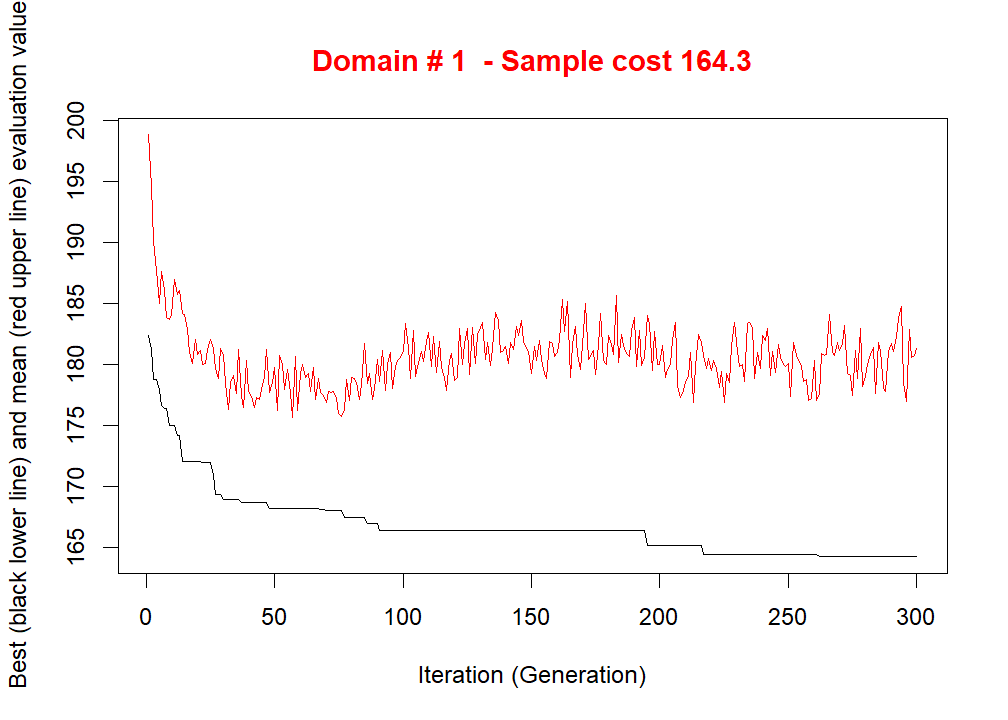 Domain # 1  - Sample cost 164.3
Best (black lower line) and mean (red upper line) evaluation value
200
195
190
185
180
175
170
165
0 50 100 150 200 250 300
Iteration (Generation)